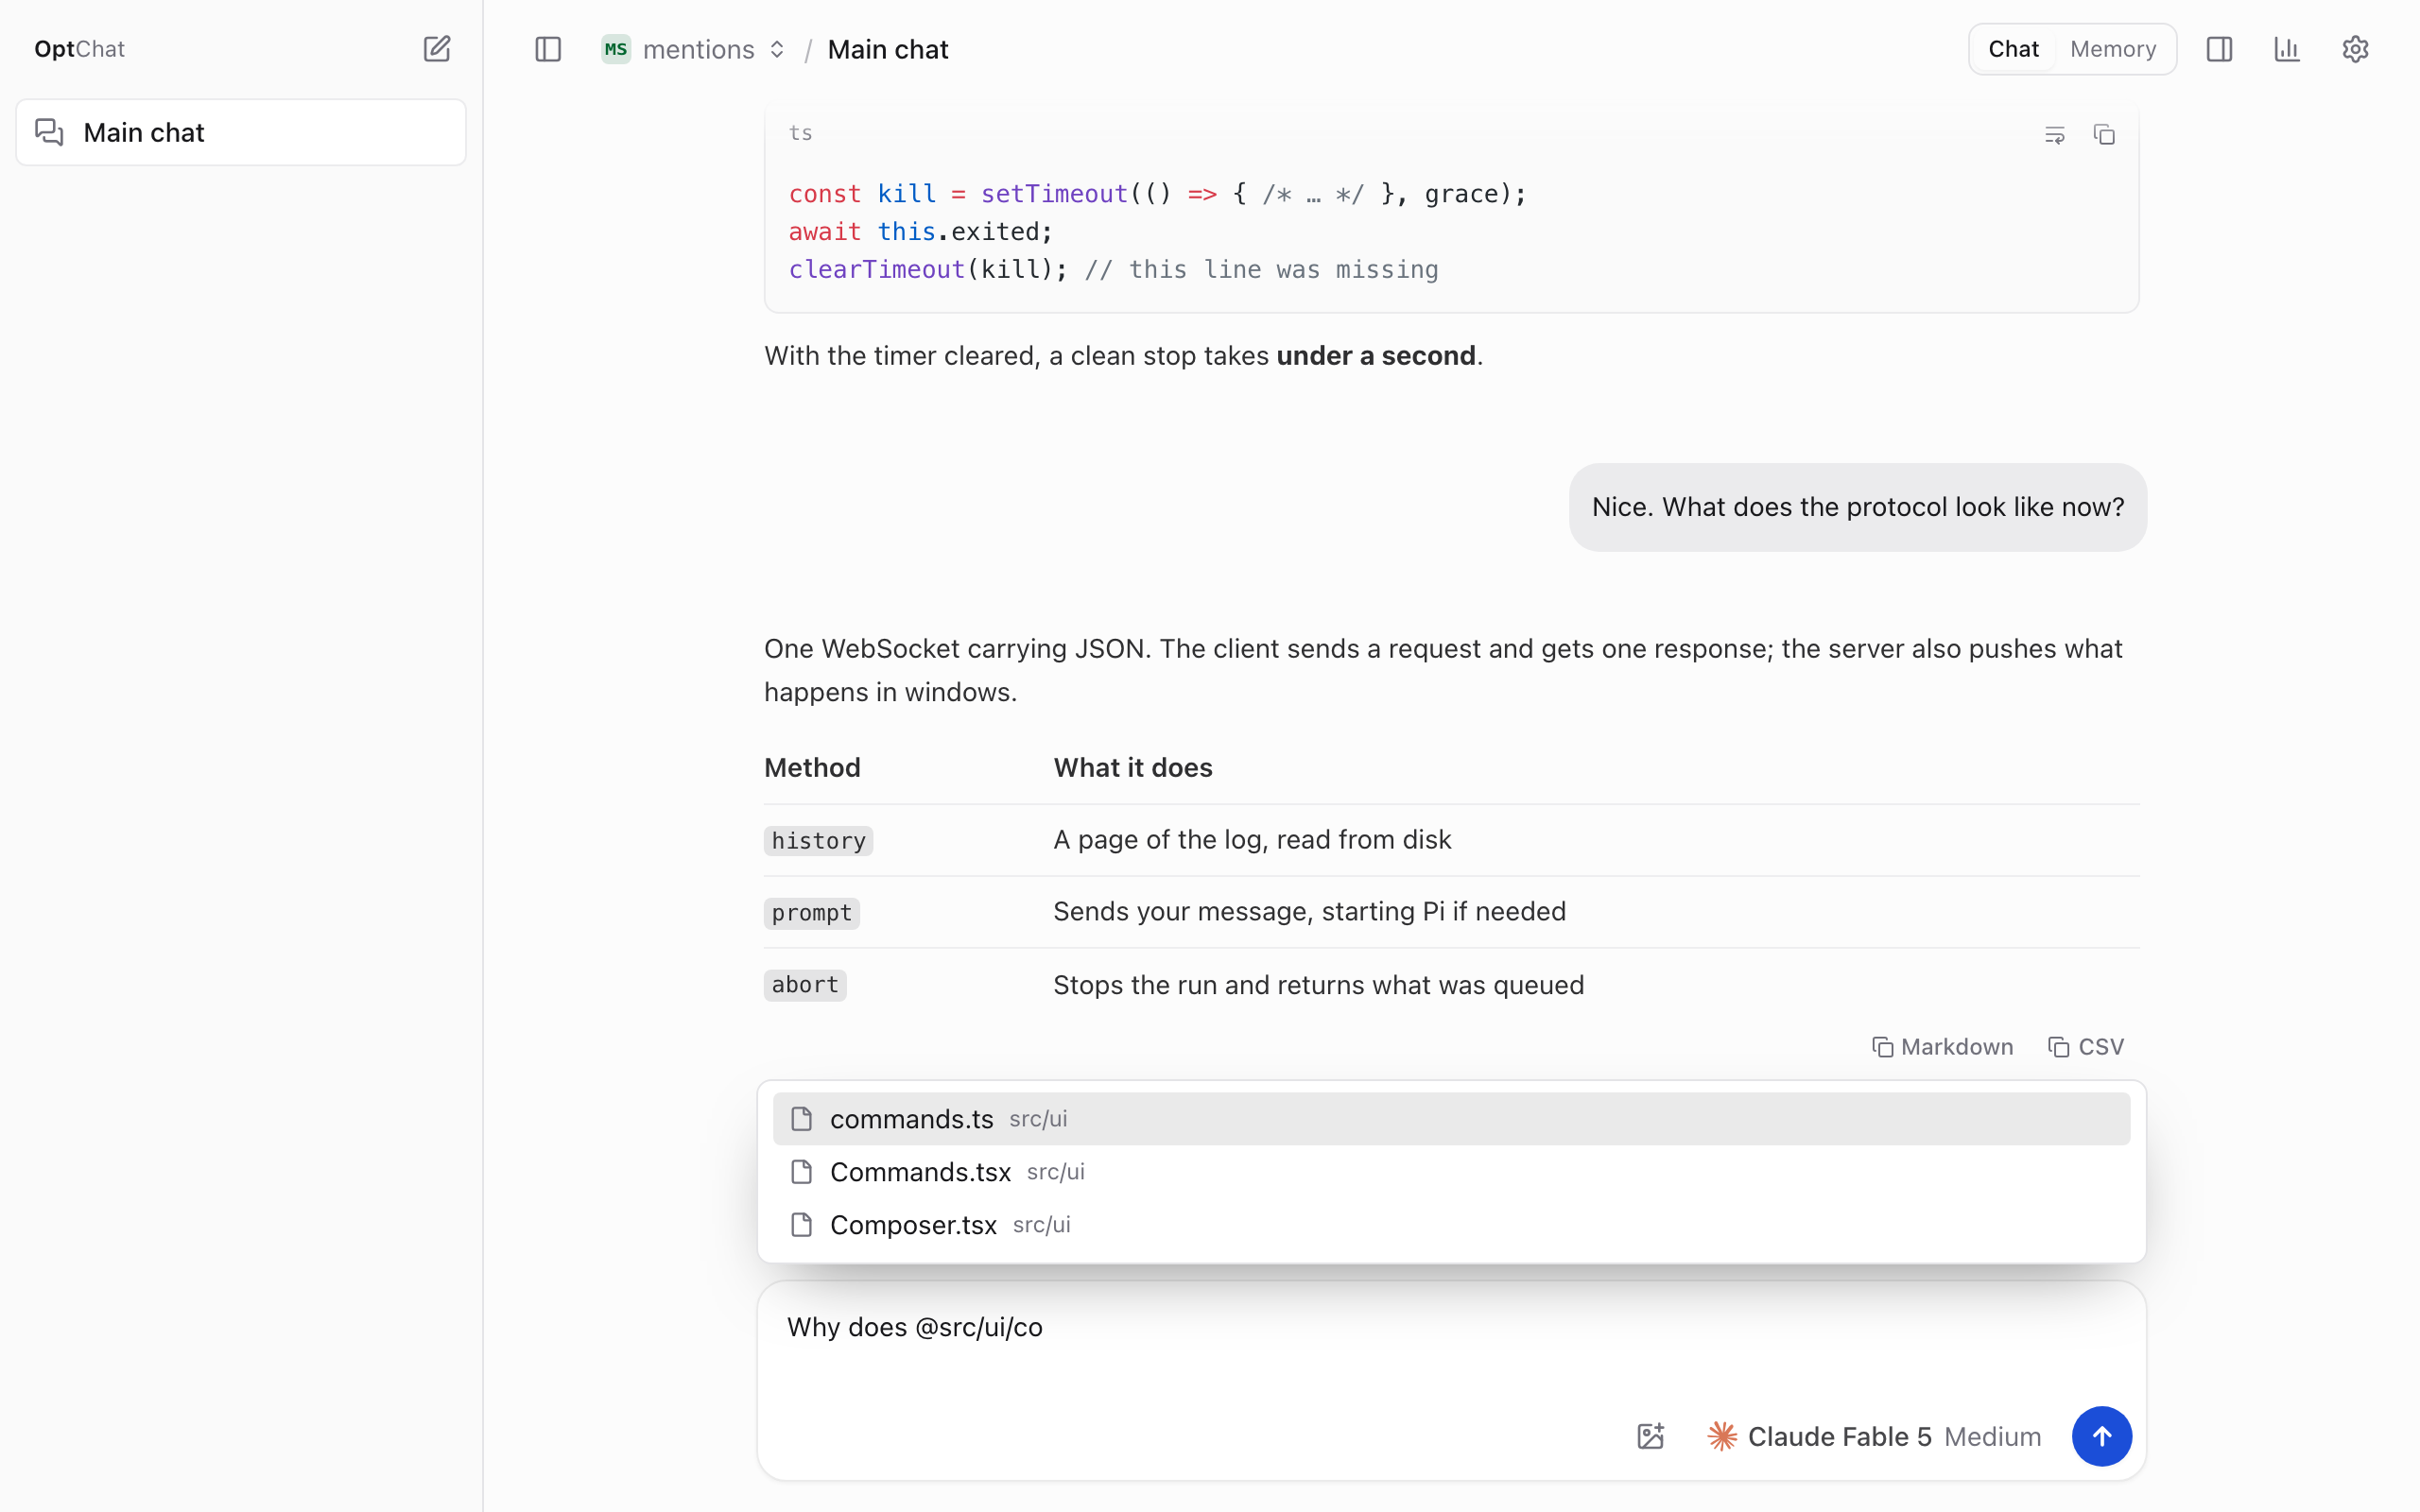 OptChat
MS mentions / Main chat
Chat Memory
Main chat
ts
const kill = setTimeout(() => { /* … */ }, grace);
await this.exited;
clearTimeout(kill); // this line was missing
With the timer cleared, a clean stop takes under a second.
Nice. What does the protocol look like now?
One WebSocket carrying JSON. The client sends a request and gets one response; the server also pushes what
happens in windows.
Method What it does
history A page of the log, read from disk
prompt Sends your message, starting Pi if needed
abort Stops the run and returns what was queued
Markdown CSV
commands.ts src/ui
Commands.tsx src/ui
Composer.tsx src/ui
Why does @src/ui/co
Claude Fable 5 Medium